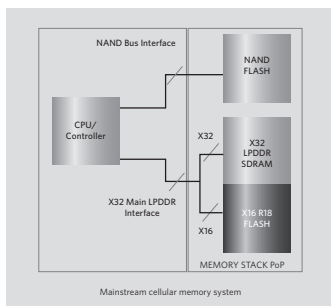 NAND Bus Interface
NAND
FLASH
CPU/
Controller
X32
X32
LPDDR
SDRAM
X32 Main LPDDR
Interface
X16
X16 R18
FLASH
MEMORY STACK PoP
Mainstream cellular memory system